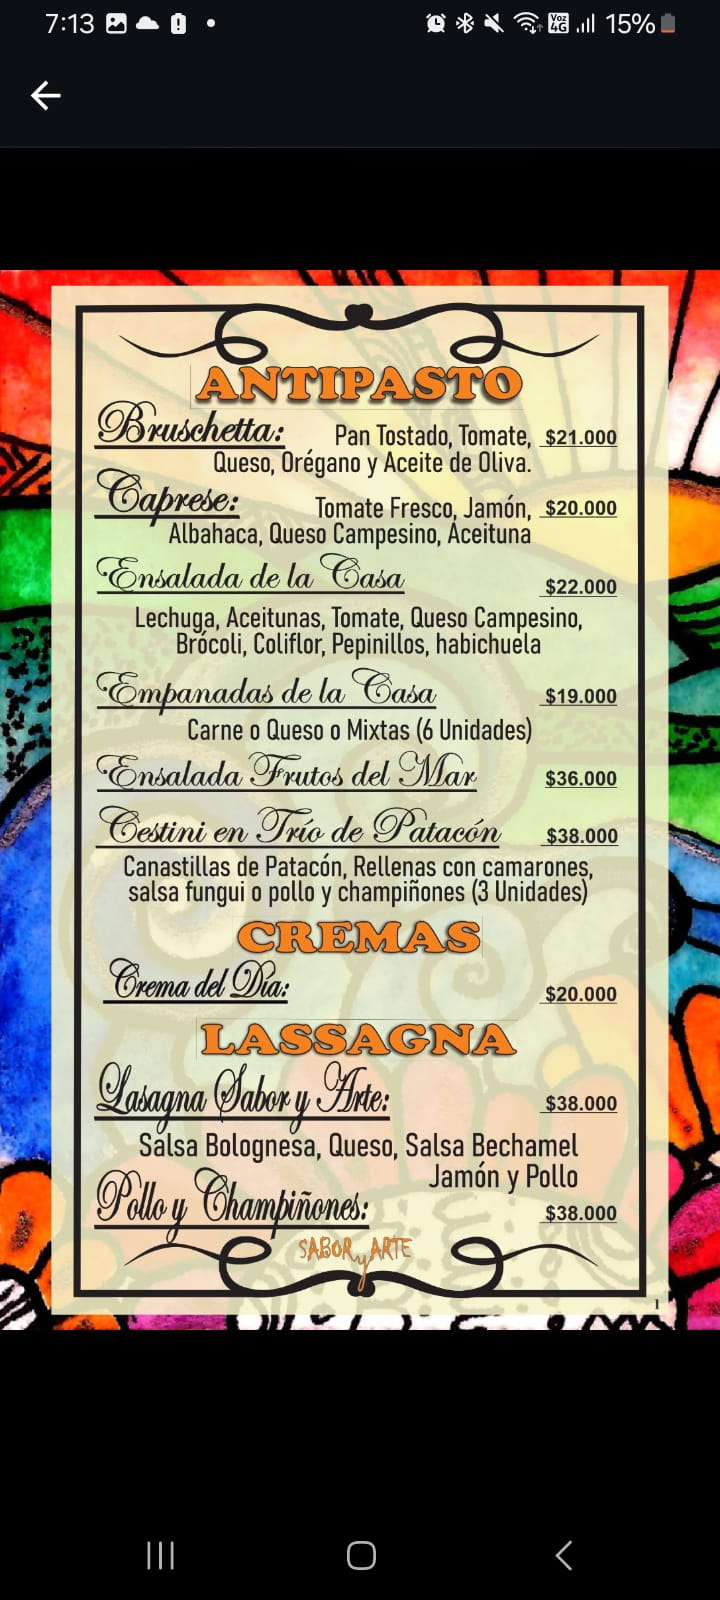 7:13
Voz 4G 15%
ANTIPASTO
Bruschetta: Pan Tostado, Tomate, $21.000
Queso, Orégano y Aceite de Oliva.
Caprese: Tomate Fresco, Jamón, $20.000
Albahaca, Queso Campesino, Aceituna
Ensalada de la Casa $22.000
Lechuga, Aceitunas, Tomate, Queso Campesino,
Brócoli, Coliflor, Pepinillos, habichuela
Empanadas de la Casa $19.000
Carne o Queso o Mixtas (6 Unidades)
Ensalada Frutos del Mar $36.000
Cestini en Trío de Patacón $38.000
Canastillas de Patacón, Rellenas con camarones,
salsa fungui o pollo y champiñones (3 Unidades)
CREMAS
Crema del Día: $20.000
LASSAGNA
Lasagna Sabor y Arte: $38.000
Salsa Bolognesa, Queso, Salsa Bechamel
Jamón y Pollo
Pollo y Champiñones: $38.000
SABOR y ARTE
1